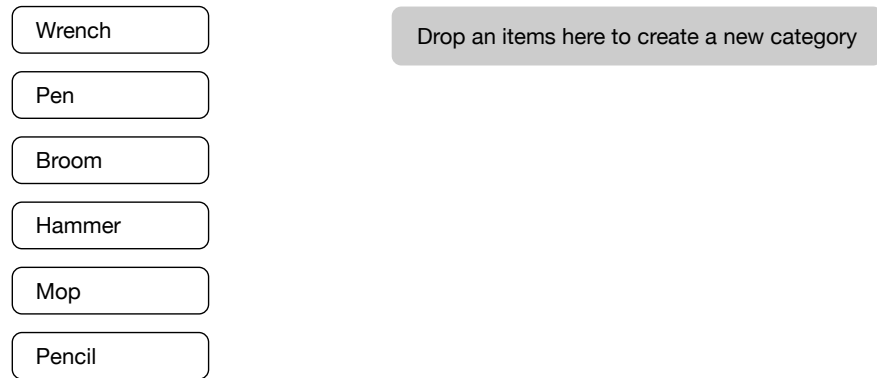 Wrench
Drop an items here to create a new category
Pen
Broom
Hammer
Mop
Pencil